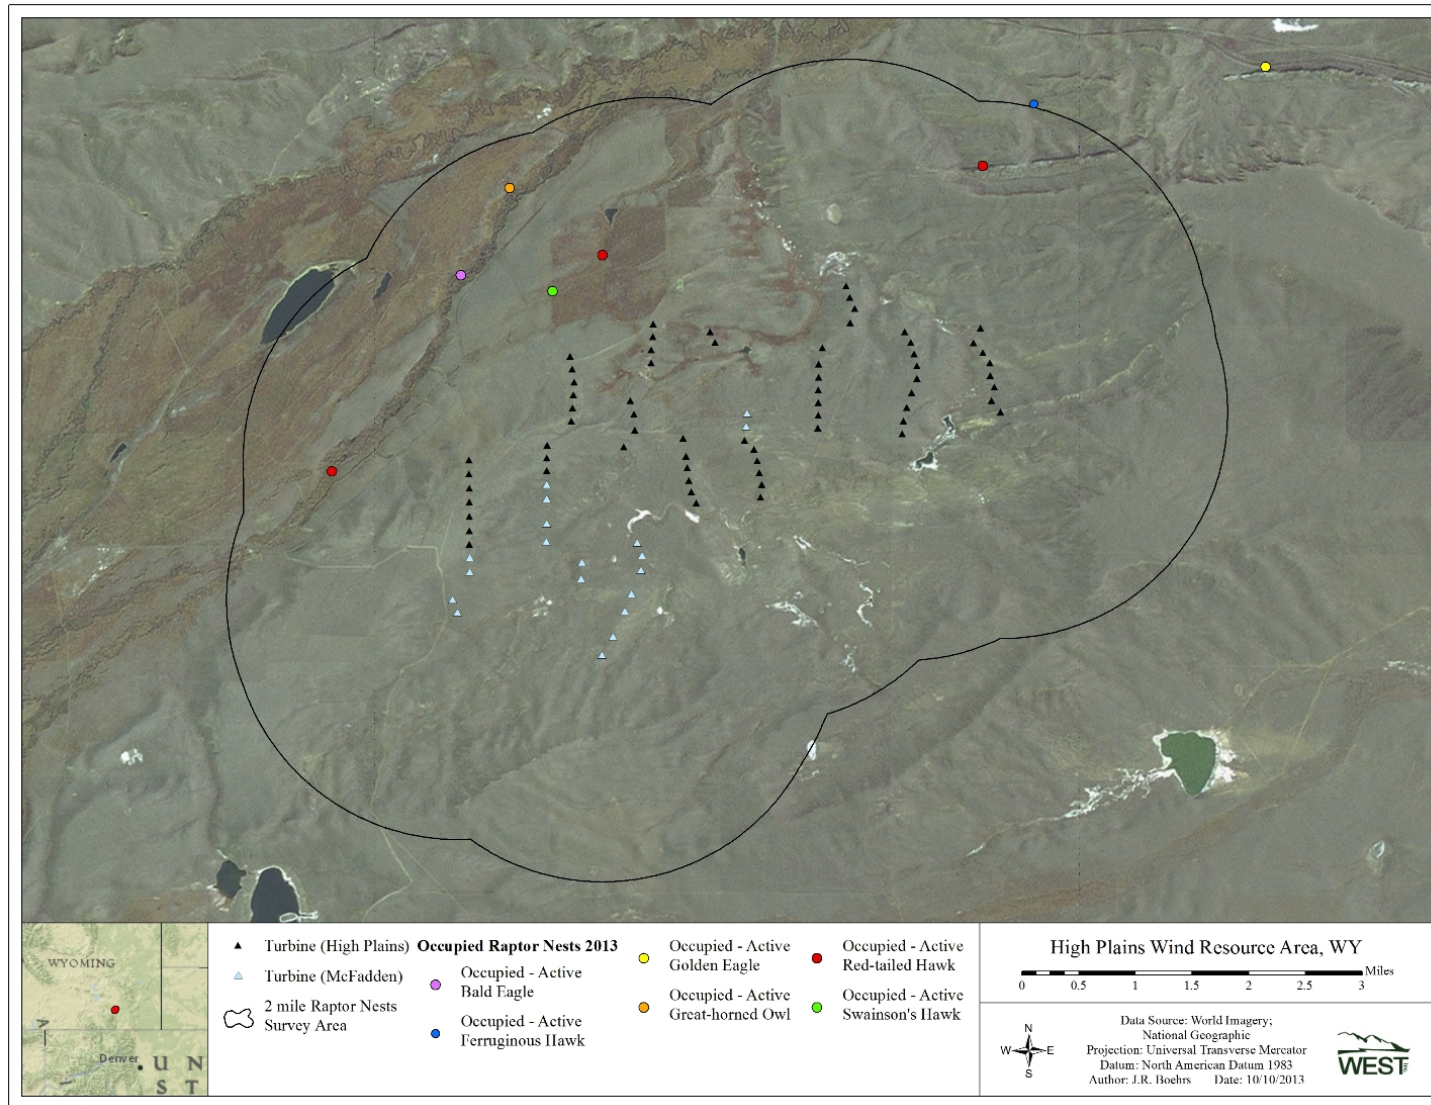 WYOMING
Denver
U N
S T
Turbine (High Plains)
Turbine (McFadden)
2 mile Raptor Nests
Survey Area
Occupied Raptor Nests 2013
Occupied - Active
Bald Eagle
Occupied - Active
Ferruginous Hawk
Occupied - Active
Golden Eagle
Occupied - Active
Great-horned Owl
Occupied - Active
Red-tailed Hawk
Occupied - Active
Swainson's Hawk
High Plains Wind Resource Area, WY
Miles
0 0.5 1 1.5 2 2.5 3
N
W E
S
Data Source: World Imagery;
National Geographic
Projection: Universal Transverse Mercator
Datum: North American Datum 1983
Author: J.R. Boehrs Date: 10/10/2013
WEST